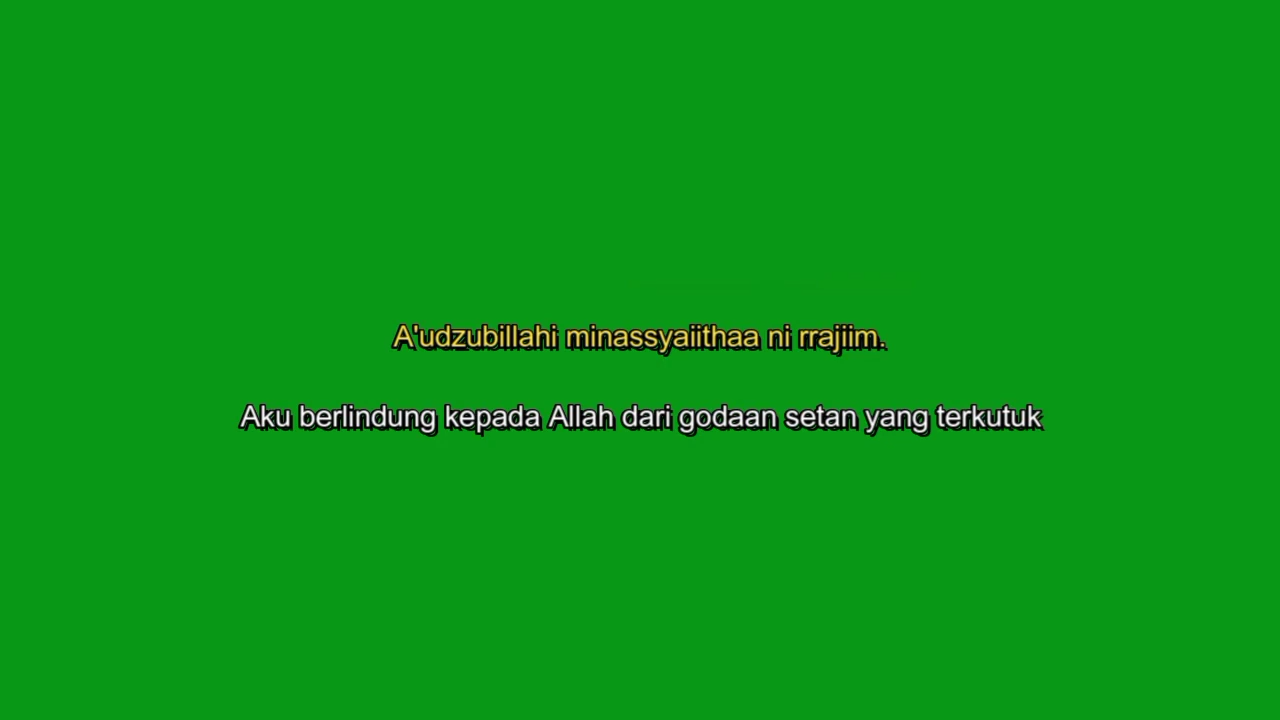 A'udzubillahi minassyaiithaa ni rrajiim.
Aku berlindung kepada Allah dari godaan setan yang terkutuk